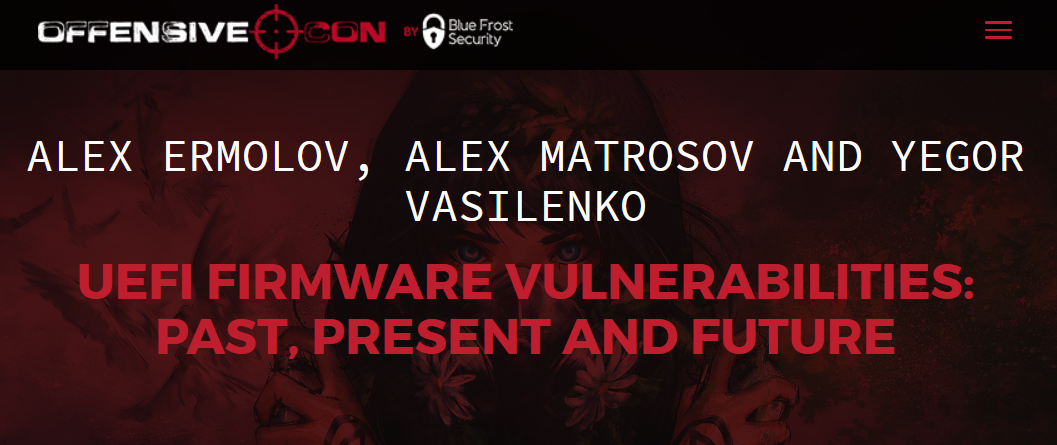 OFFENSIVE CON BY Blue Frost
Security
ALEX ERMOLOV, ALEX MATROSOV AND YEGOR
VASILENKO
UEFI FIRMWARE VULNERABILITIES:
PAST, PRESENT AND FUTURE